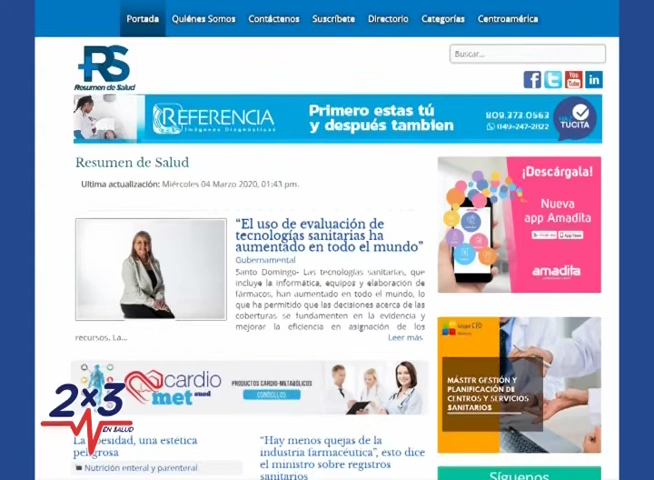 Portada Quiénes Somos Contáctenos Suscríbete Directorio Categorías Centroamérica
RS
Resumen de Salud
Buscar...
You
Tube
REFERENCIA
Imágenes Diagnósticas
Primero estas tú
y después tambien
809.373.0563
TUCITA
Resumen de Salud
Ultima actualización: Miércoles 04 Marzo 2020, 01:43 pm.
“El uso de evaluación de
tecnologías sanitarias ha
aumentado en todo el mundo”
Gubernamental
Santo Domingo- Las tecnologías sanitarias, que
incluye la informática, equipos y elaboración de
fármacos, han aumentado en todo el mundo, lo
que ha permitido que las decisiones acerca de las
coberturas se fundamenten en la evidencia y
mejorar la eficiencia en asignación de los
recursos. La...
Leer más
¡Descárgala!
Nueva
app Amadita
amadita
cardio
met
PRODUCTOS CARDIO-METABÓLICOS
CONÓCELOS
MÁSTER GESTIÓN Y
PLANIFICACIÓN DE
CENTROS Y SERVICIOS
SANITARIOS
2x3
EN SALUD
La obesidad, una estética
peligrosa
Nutrición enteral y parenteral
“Hay menos quejas de la
industria farmacéutica”, esto dice
el ministro sobre registros
sanitarios
Síguenos